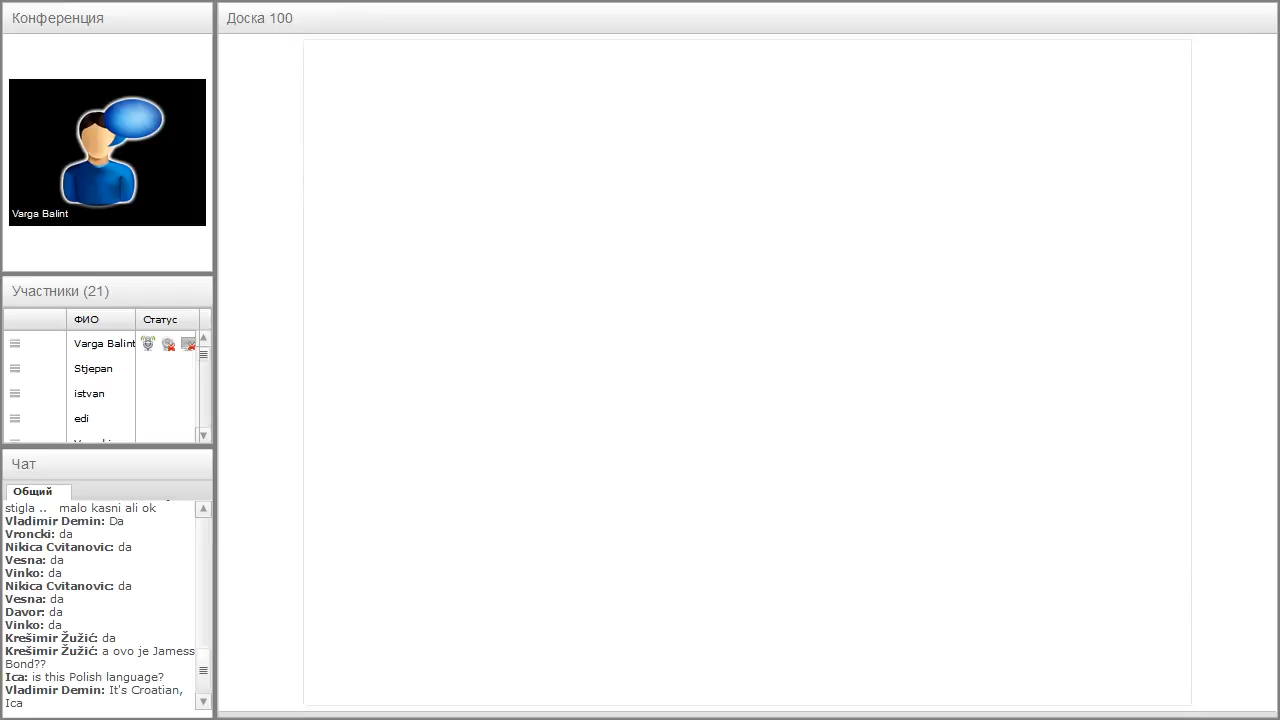 Конференция
Varga Balint
Участники (21)
ФИО Статус
Varga Balint
Stjepan
istvan
edi
Чат
Общий
stigla .. malo kasni ali ok
Vladimir Demin: Da
Vroncki: da
Nikica Cvitanovic: da
Vesna: da
Vinko: da
Nikica Cvitanovic: da
Vesna: da
Davor: da
Vinko: da
Krešimir Žužić: da
Krešimir Žužić: a ovo je Jamess
Bond??
Ica: is this Polish language?
Vladimir Demin: It's Croatian,
Ica
Доска 100